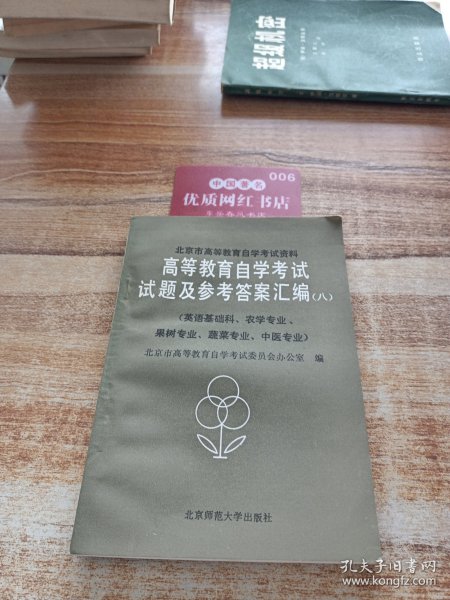 超级机密
006
中国书店
优质网红书店
北京市高等教育自学考试资料
高等教育自学考试
试题及参考答案汇编(八)
(英语基础科、农学专业、
果树专业、蔬菜专业、中医专业)
北京市高等教育自学考试委员会办公室 编
北京师范大学出版社
孔夫子旧书网
www.kongfz.com